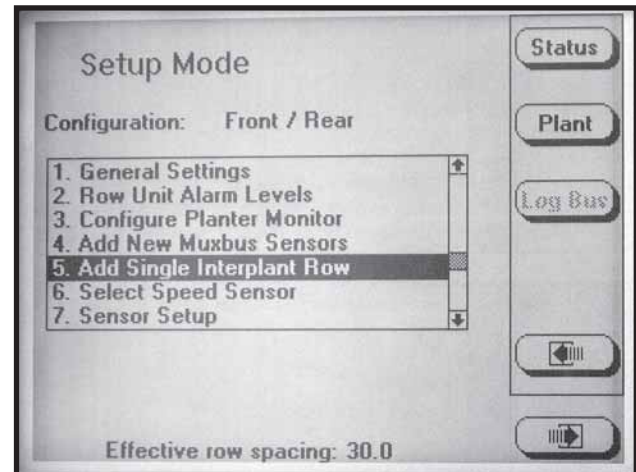 Setup Mode
Configuration: Front / Rear
1. General Settings
2. Row Unit Alarm Levels
3. Configure Planter Monitor
4. Add New Muxbus Sensors
5. Add Single Interplant Row
6. Select Speed Sensor
7. Sensor Setup
Effective row spacing: 30.0
Status
Plant
Log Bus